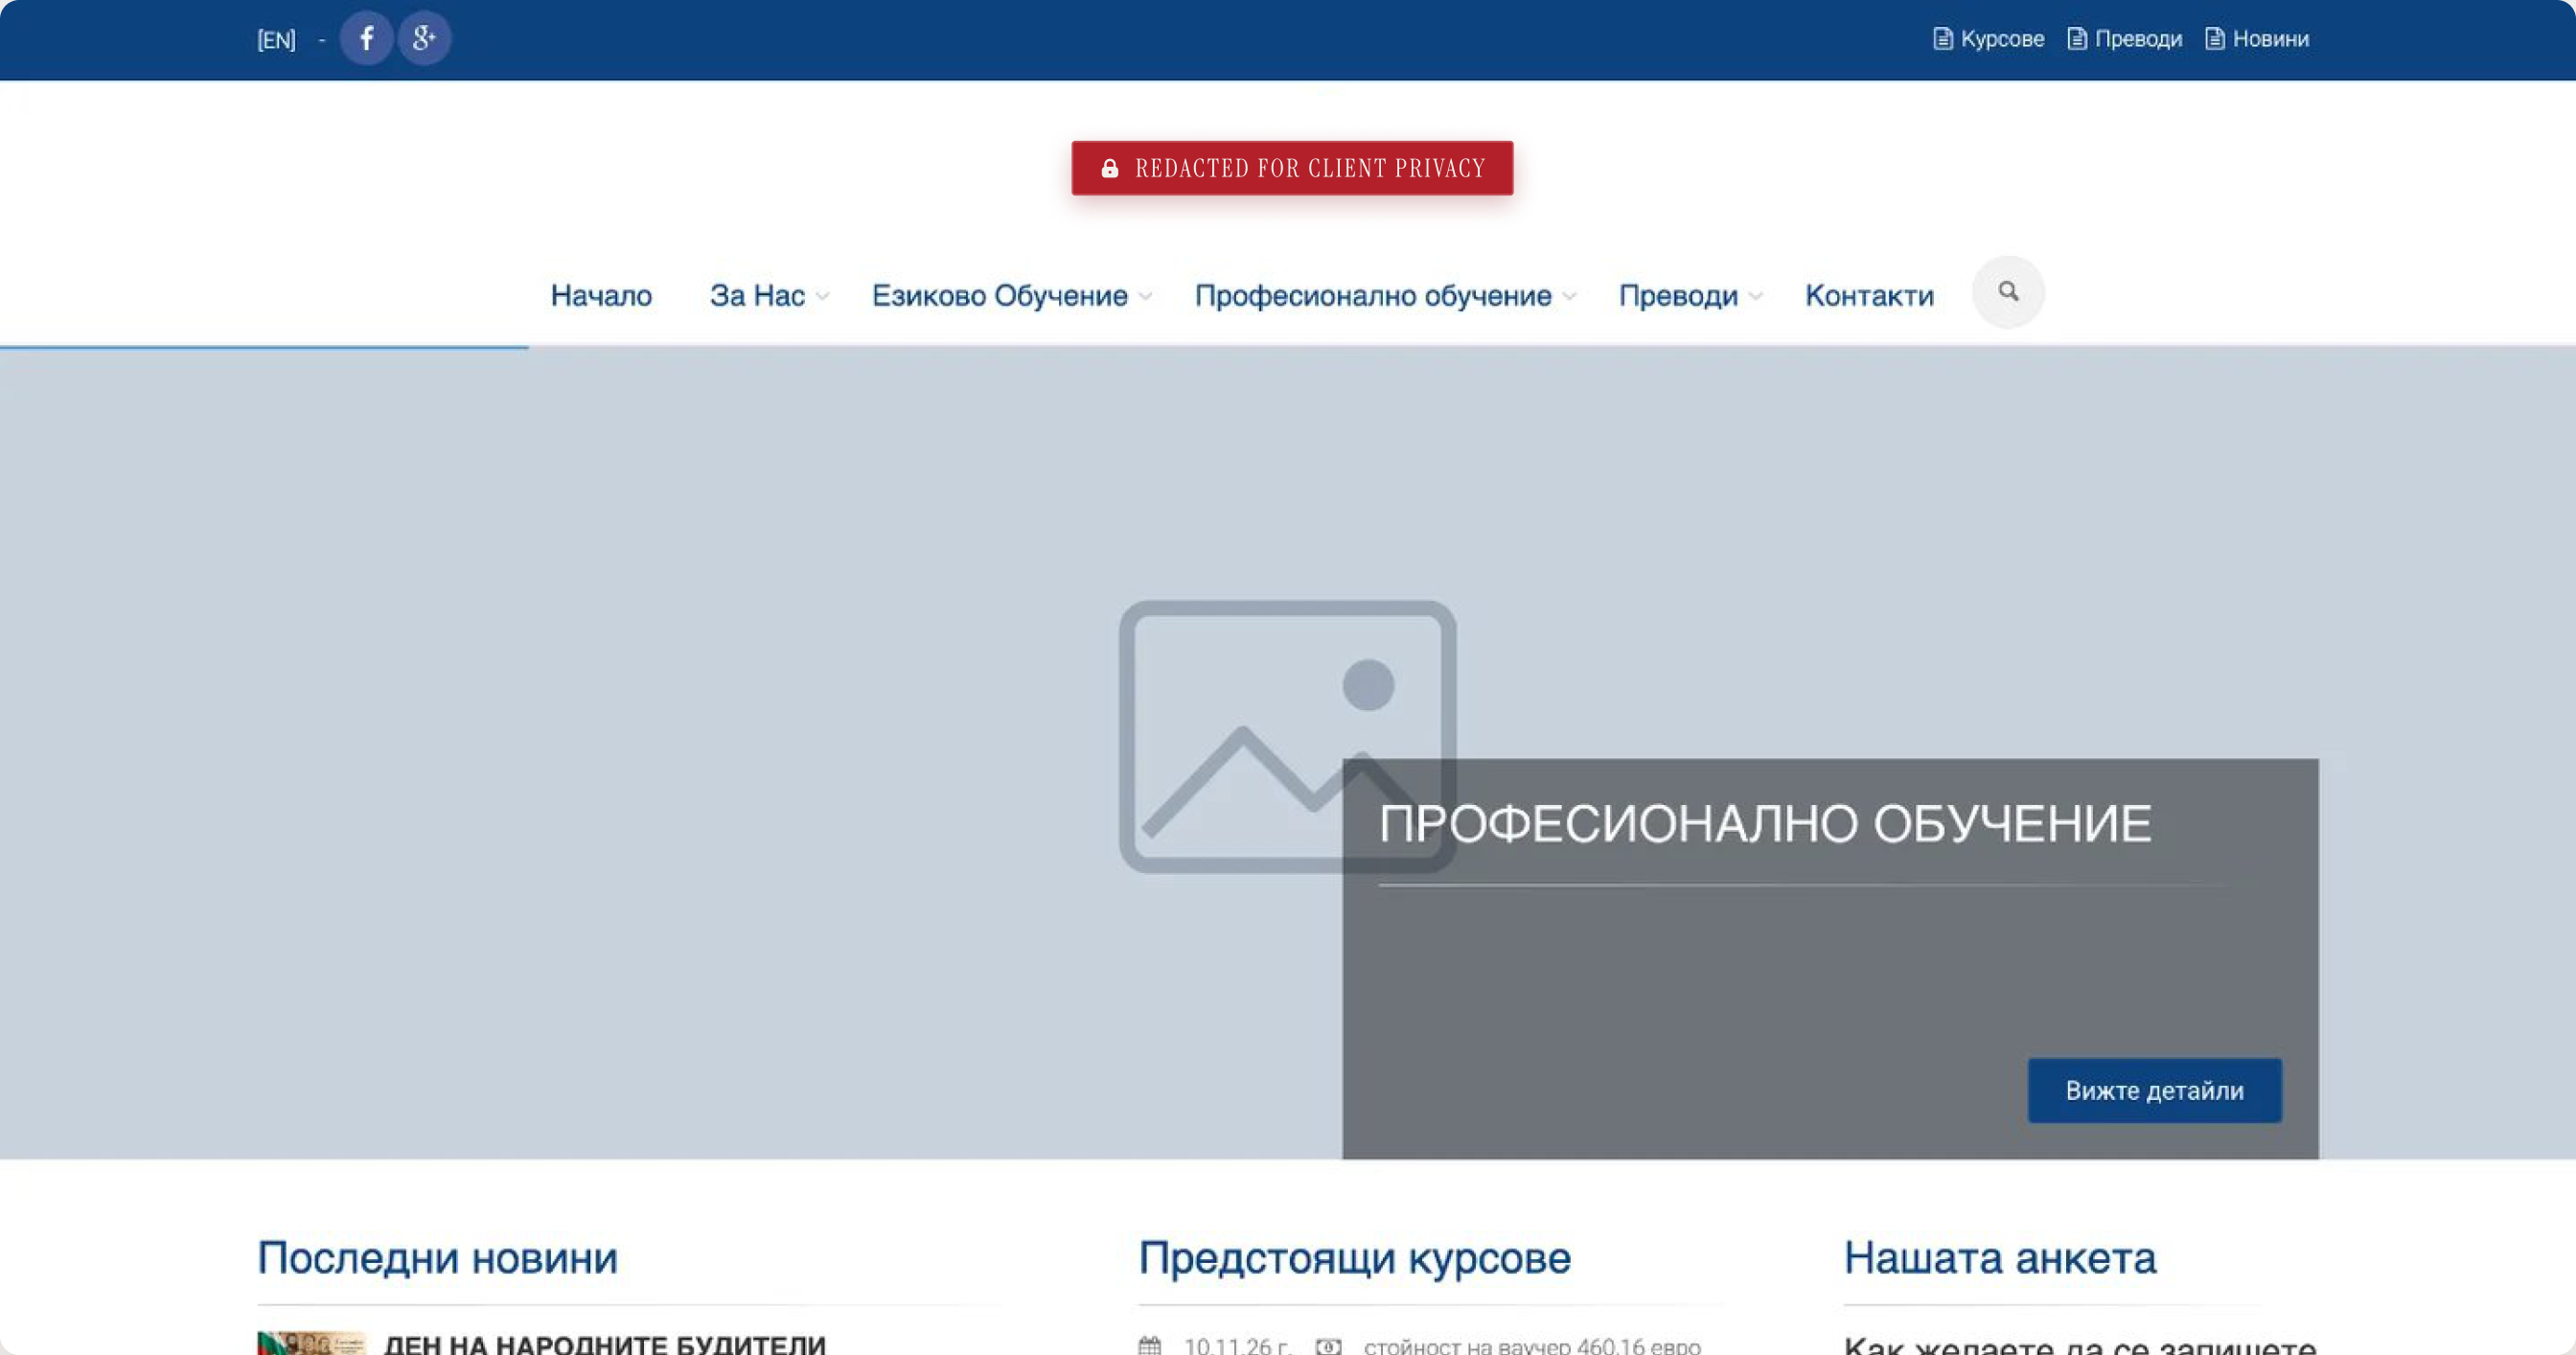 [EN] -
Курсове Преводи Новини
REDACTED FOR CLIENT PRIVACY
Начало За Нас Езиково Обучение Професионално обучение Преводи Контакти
ПРОФЕСИОНАЛНО ОБУЧЕНИЕ
Вижте детайли
Последни новини
ДЕН НА НАРОДНИТЕ БУДИТЕЛИ
Предстоящи курсове
10.11.26 г. стойност на ваучер 460.16 евро
Нашата анкета
Как желаете да се запишете